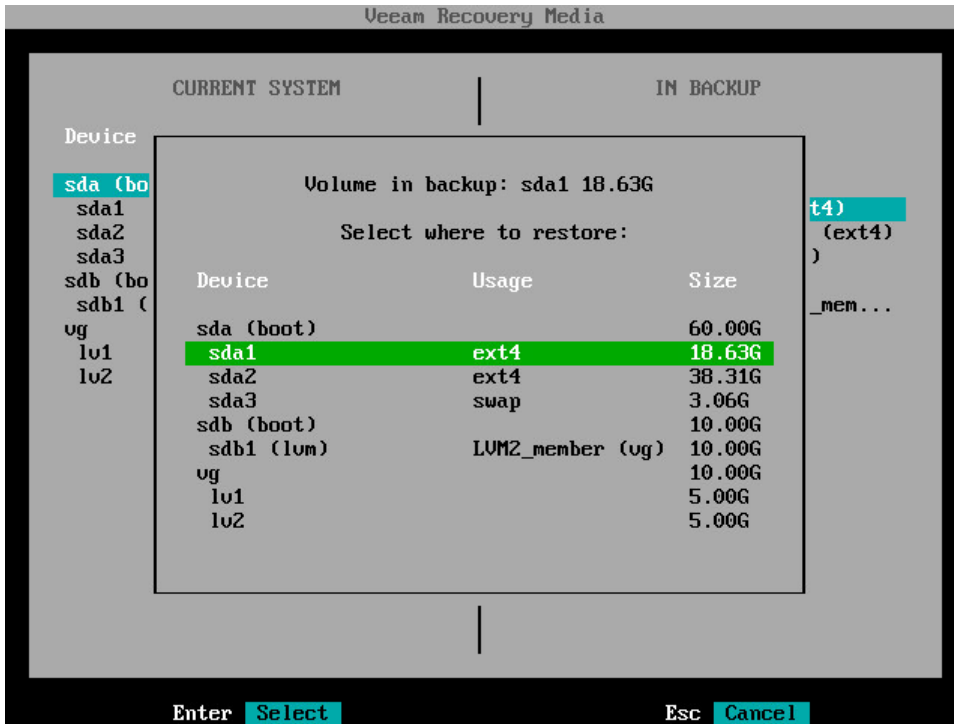 Veeam Recovery Media
CURRENT SYSTEM IN BACKUP
Device
Volume in backup: sda1 18.63G
sda (bo
sda1 t4)
sda2 Select where to restore: (ext4)
sda3 )
sdb (bo Device Usage Size
sdb1 ( _mem...
vg sda (boot) 60.00G
lv1 sda1 ext4 18.63G
lv2 sda2 ext4 38.31G
sda3 swap 3.06G
sdb (boot) 10.00G
sdb1 (lvm) LVM2_member (vg) 10.00G
vg 10.00G
lv1 5.00G
lv2 5.00G
Enter Select Esc Cancel